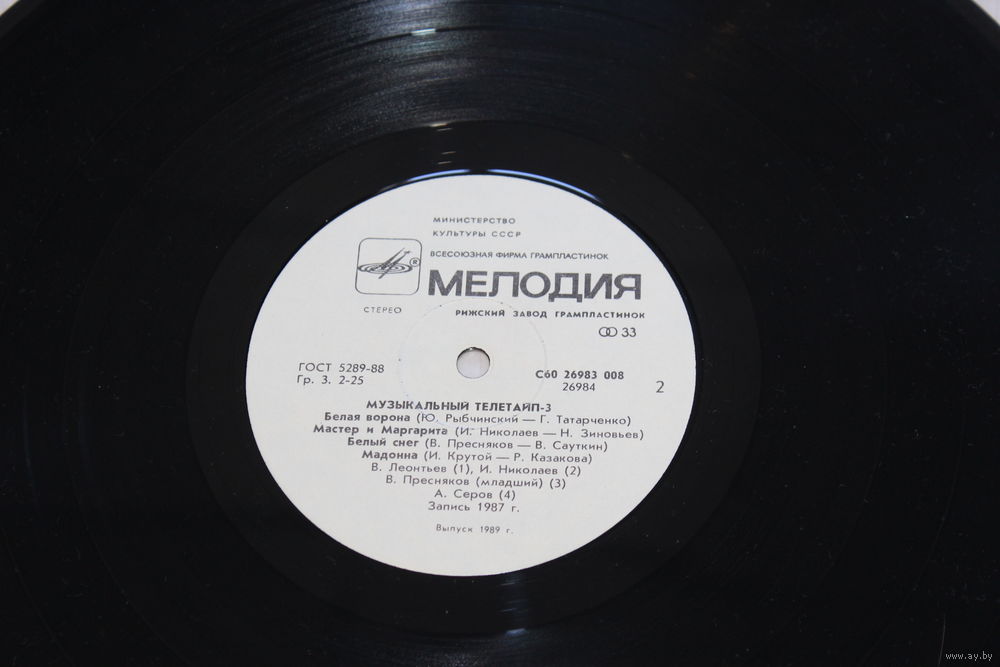 МИНИСТЕРСТВО
КУЛЬТУРЫ СССР
ВСЕСОЮЗНАЯ ФИРМА ГРАМПЛАСТИНОК
®
МЕЛОДИЯ
СТЕРЕО
РИЖСКИЙ ЗАВОД ГРАМПЛАСТИНОК
33
ГОСТ 5289-88
Гр. 3. 2-25
С60 26983 008
26984
2
МУЗЫКАЛЬНЫЙ ТЕЛЕТАЙП-3
Белая ворона (Ю. Рыбчинский — Г. Татарченко)
Мастер и Маргарита (И. Николаев — Н. Зиновьев)
Белый снег (В. Пресняков — В. Сауткин)
Мадонна (И. Крутой — Р. Казакова)
В. Леонтьев (1), И. Николаев (2)
В. Пресняков (младший) (3)
А. Серов (4)
Запись 1987 г.
Выпуск 1989 г.
www.ay.by